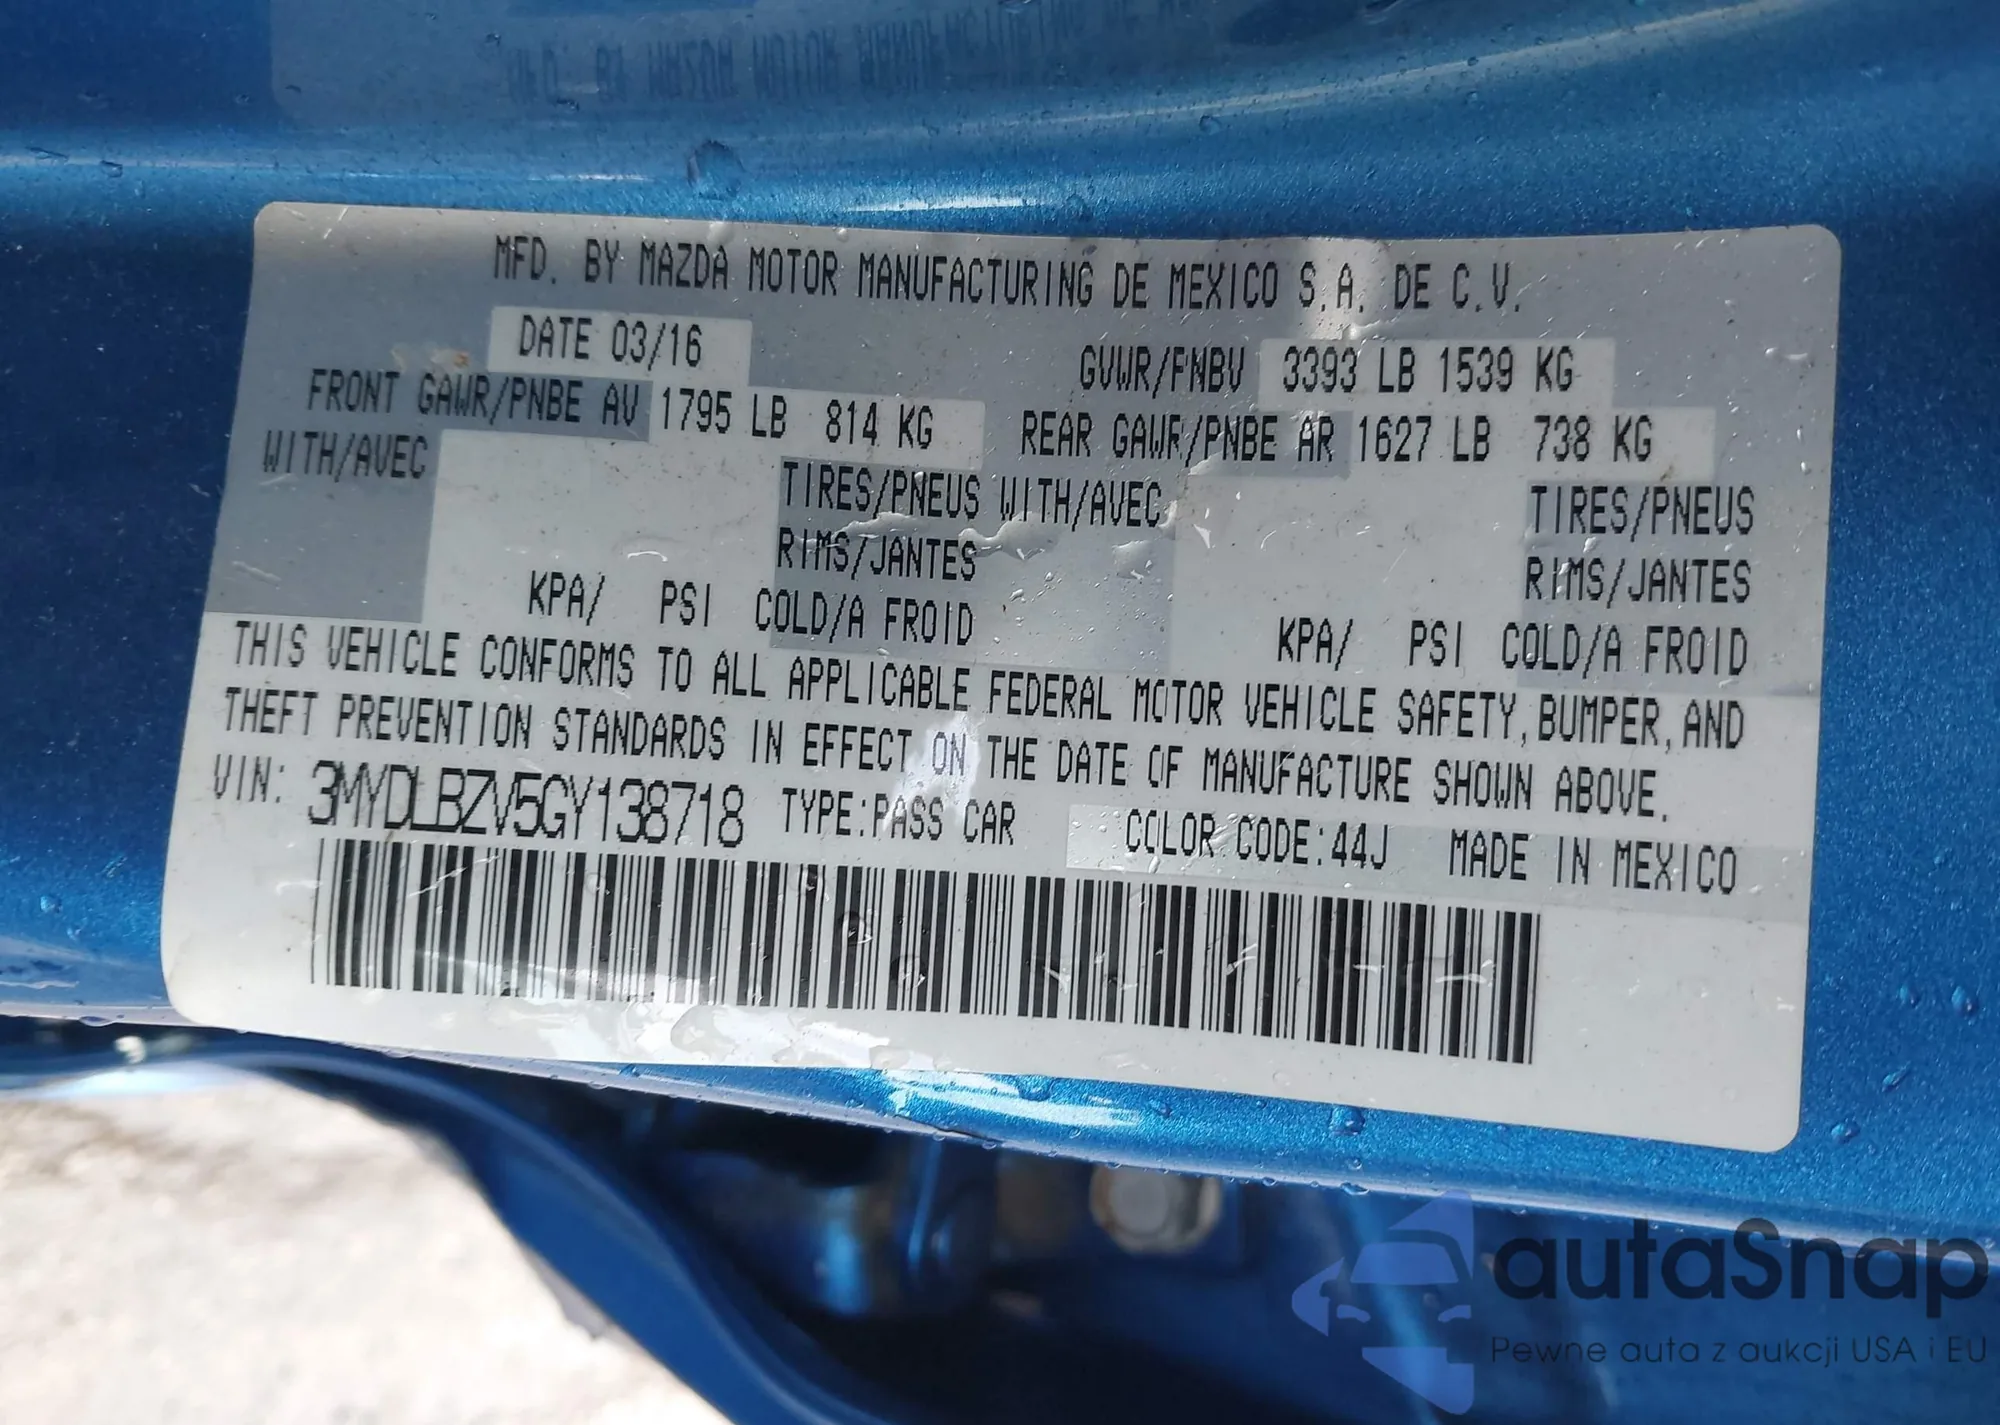 MFD. BY MAZDA MOTOR MANUFACTURING DE MEXICO S.A. DE C.V.
DATE 03/16
GVWR/PNBV 3393 LB 1539 KG
FRONT GAWR/PNBE AV 1795 LB 814 KG
REAR GAWR/PNBE AR 1627 LB 738 KG
WITH/AVEC TIRES/PNEUS WITH/AVEC TIRES/PNEUS
RIMS/JANTES RIMS/JANTES
KPA/ PSI COLD/A FROID KPA/ PSI COLD/A FROID
THIS VEHICLE CONFORMS TO ALL APPLICABLE FEDERAL MOTOR VEHICLE SAFETY, BUMPER, AND
THEFT PREVENTION STANDARDS IN EFFECT ON THE DATE OF MANUFACTURE SHOWN ABOVE.
VIN: 3MYDLBZV5GY138718 TYPE:PASS CAR COLOR CODE:44J MADE IN MEXICO
autaSnap
Pewne auta z aukcji USA i EU